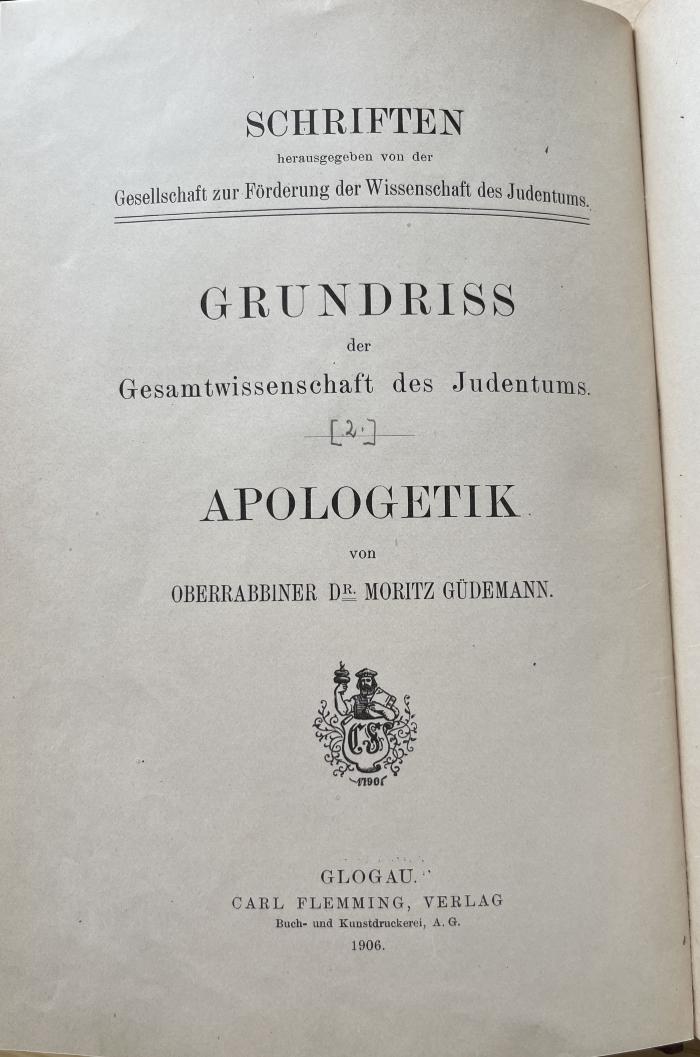 SCHRIFTEN
herausgegeben von der
Gesellschaft zur Förderung der Wissenschaft des Judentums.
GRUNDRISS
der
Gesamtwissenschaft des Judentums.
[2.]
APOLOGETIK.
von
OBERRABBINER DR. MORITZ GÜDEMANN.
CF
GLOGAU.
CARL FLEMMING, VERLAG
Buch- und Kunstdruckerei, A. G.
1906.